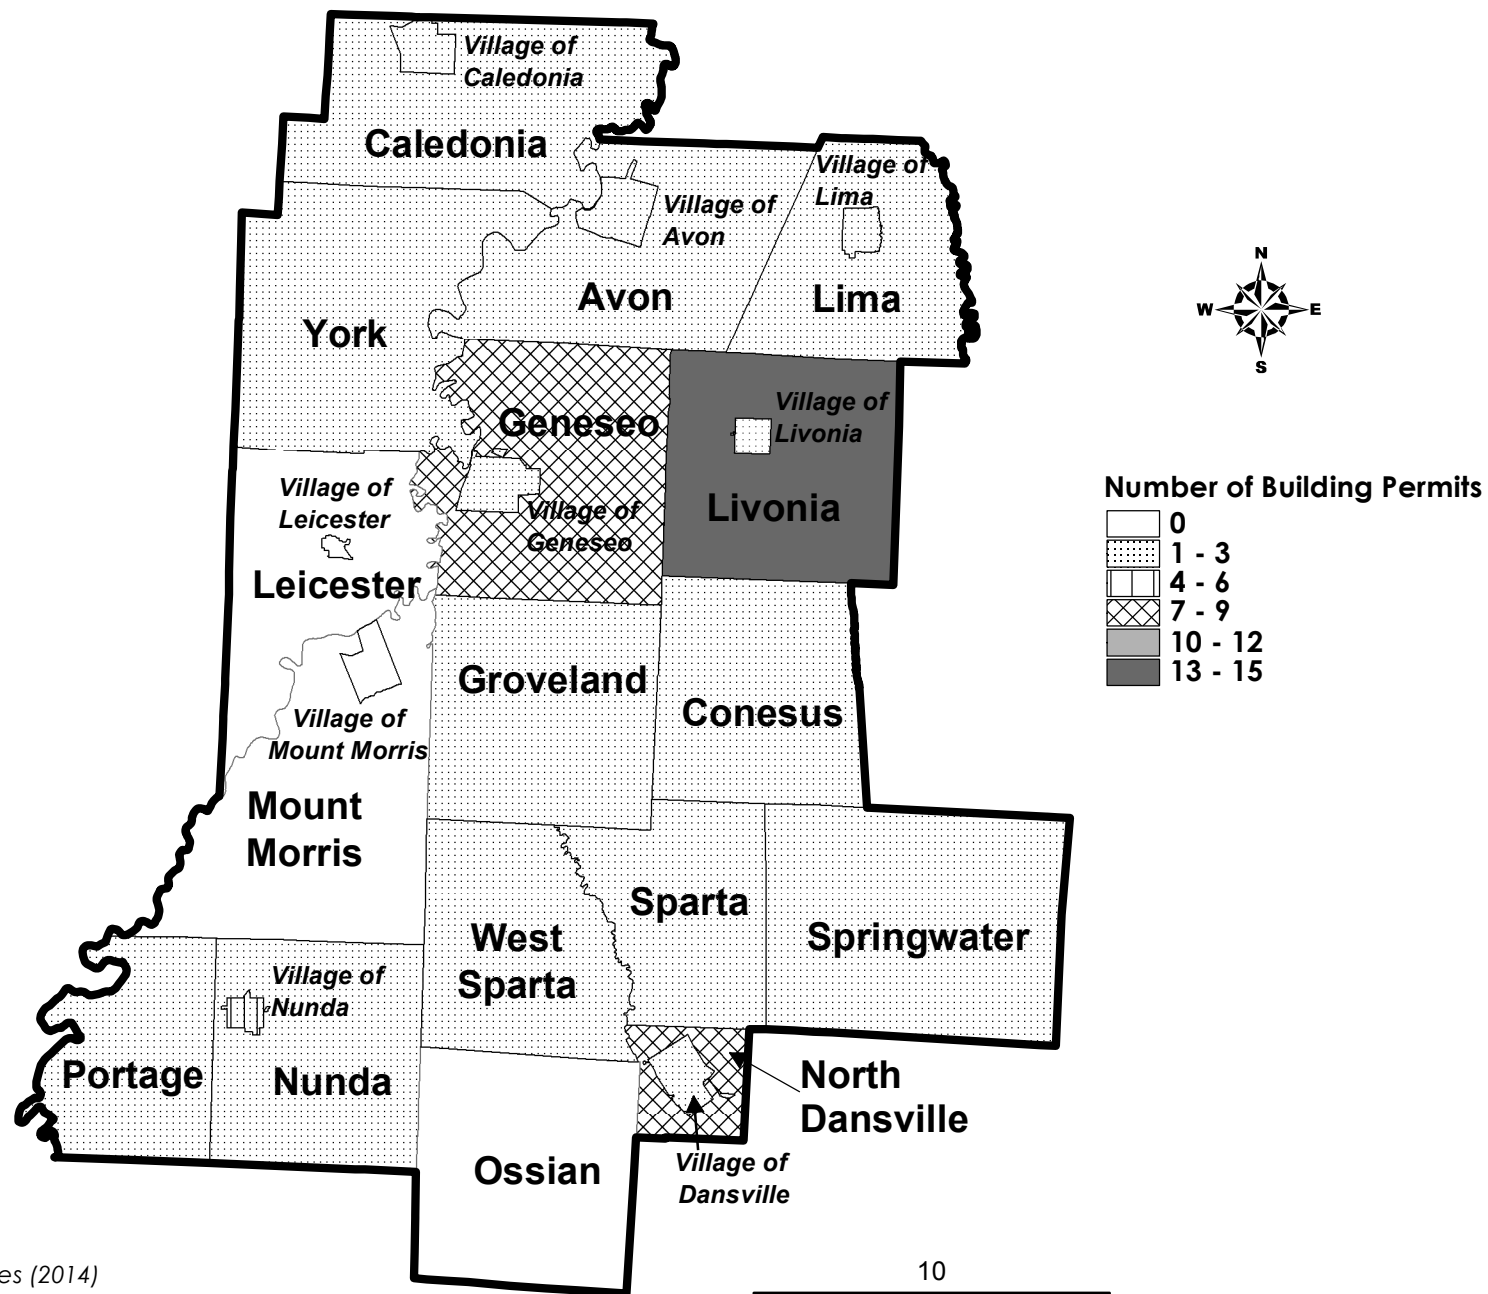 Village of
Caledonia
Caledonia
Village of
Lima
Village of
Avon
Avon
Lima
York
N
W
E
S
Geneseo
Village of
Livonia
Livonia
Village of
Leicester
Leicester
Village of
Geneseo
Number of Building Permits
0
1 - 3
4 - 6
7 - 9
10 - 12
13 - 15
Groveland
Conesus
Village of
Mount Morris
Mount
Morris
Sparta
West
Sparta
Springwater
Village of
Nunda
Portage
Nunda
North
Dansville
Ossian
Village of
Dansville
es (2014)
10